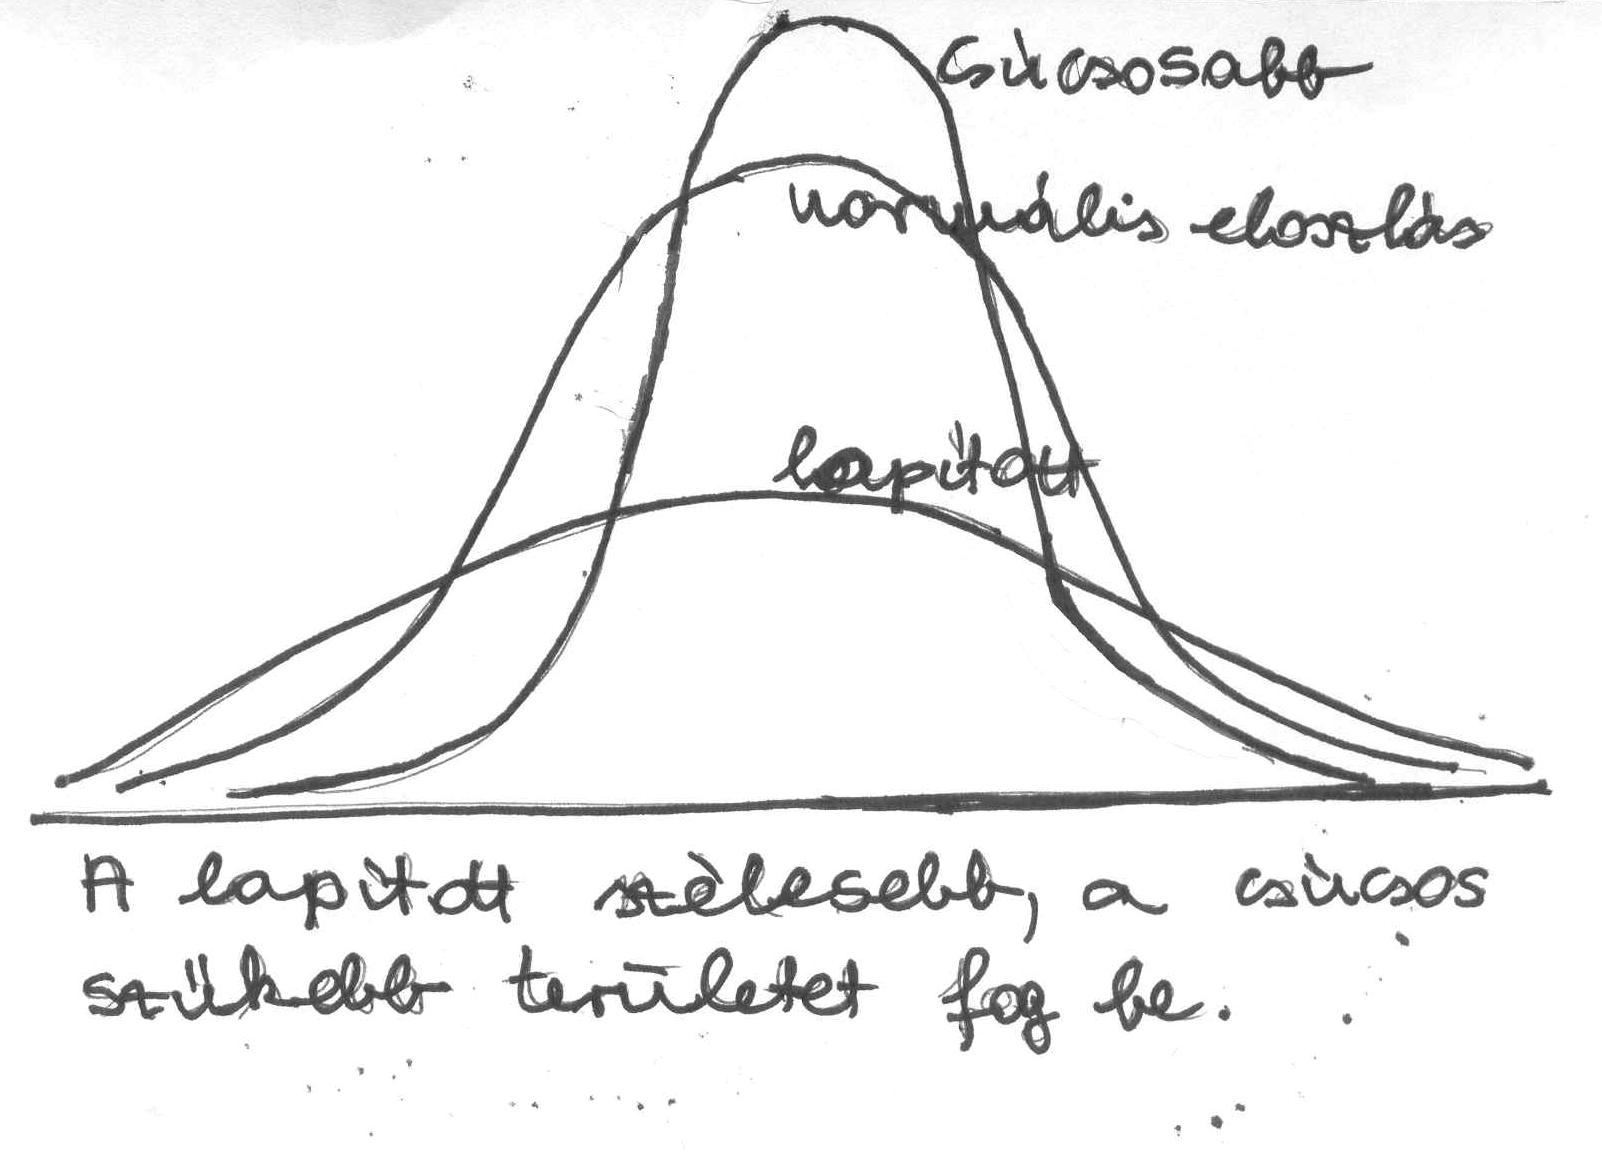 csúcsosabb
normális eloszlás
lapított
A lapított szélesebb, a csúcsos
szűkebb területet fog be.